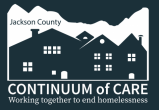 Jackson County
CONTINUUM of CARE
Working together to end homelessness